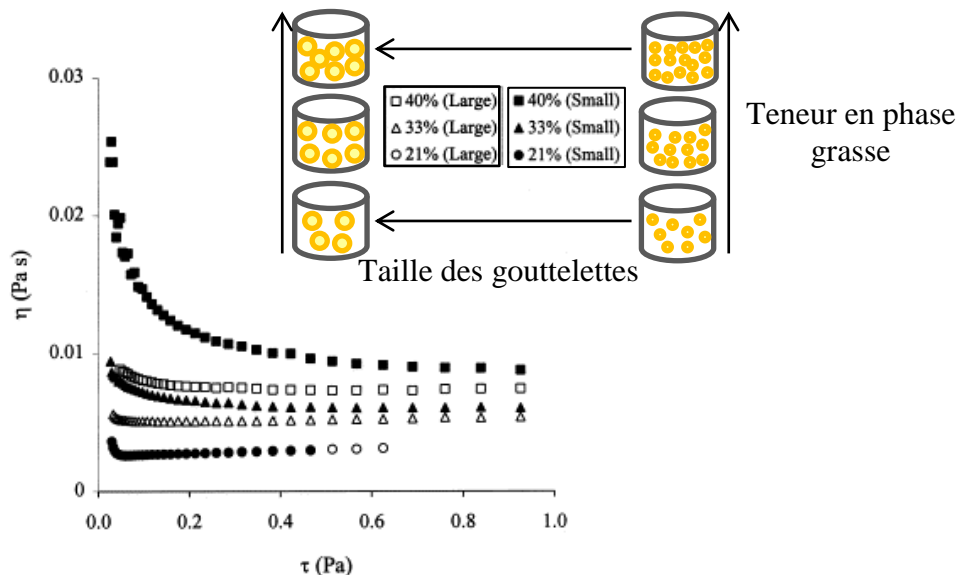 0.03
0.02
0.01
0
η (Pa s)
0.0 0.2 0.4 0.6 0.8 1.0
τ (Pa)
□ 40% (Large)
△ 33% (Large)
○ 21% (Large)
■ 40% (Small)
▲ 33% (Small)
● 21% (Small)
Teneur en phase
grasse
Taille des gouttelettes